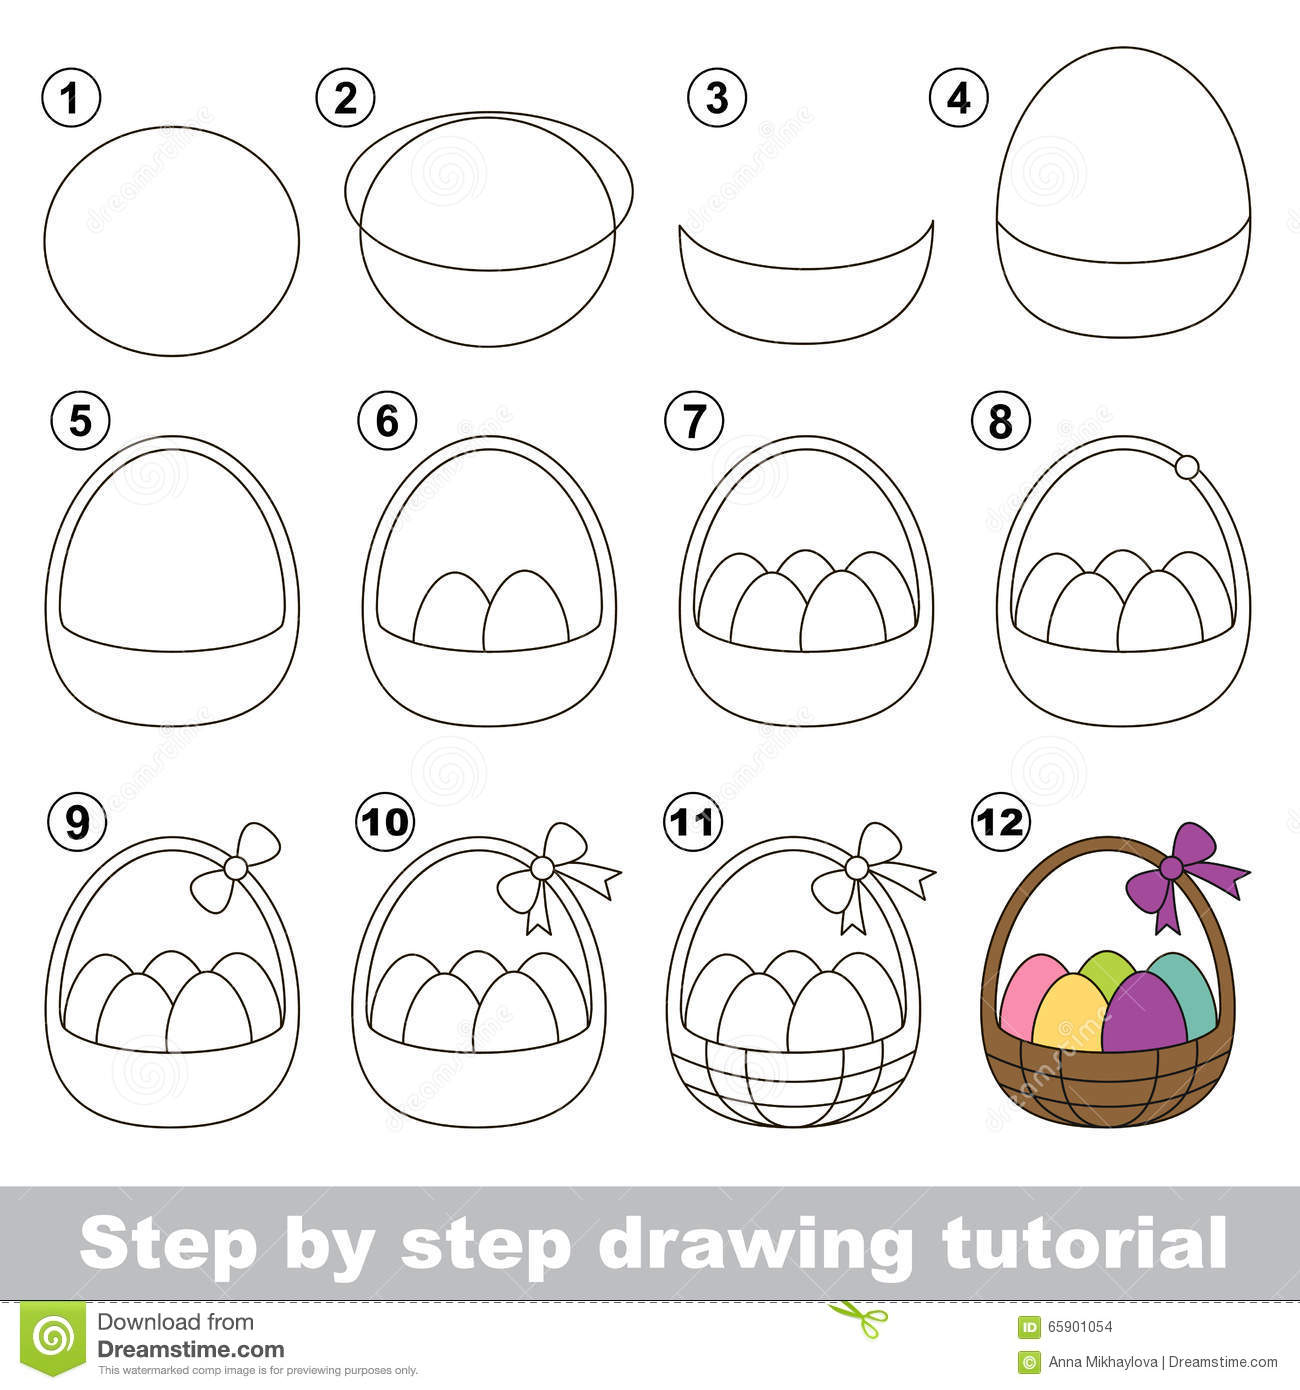 1 2 3 4
5 6 7 8
9 10 11 12
Step by step drawing tutorial
Download from
Dreamstime.com
This watermarked comp image is for previewing purposes only.
ID 65901054
© Anna Mikhaylova | Dreamstime.com
dreamstime